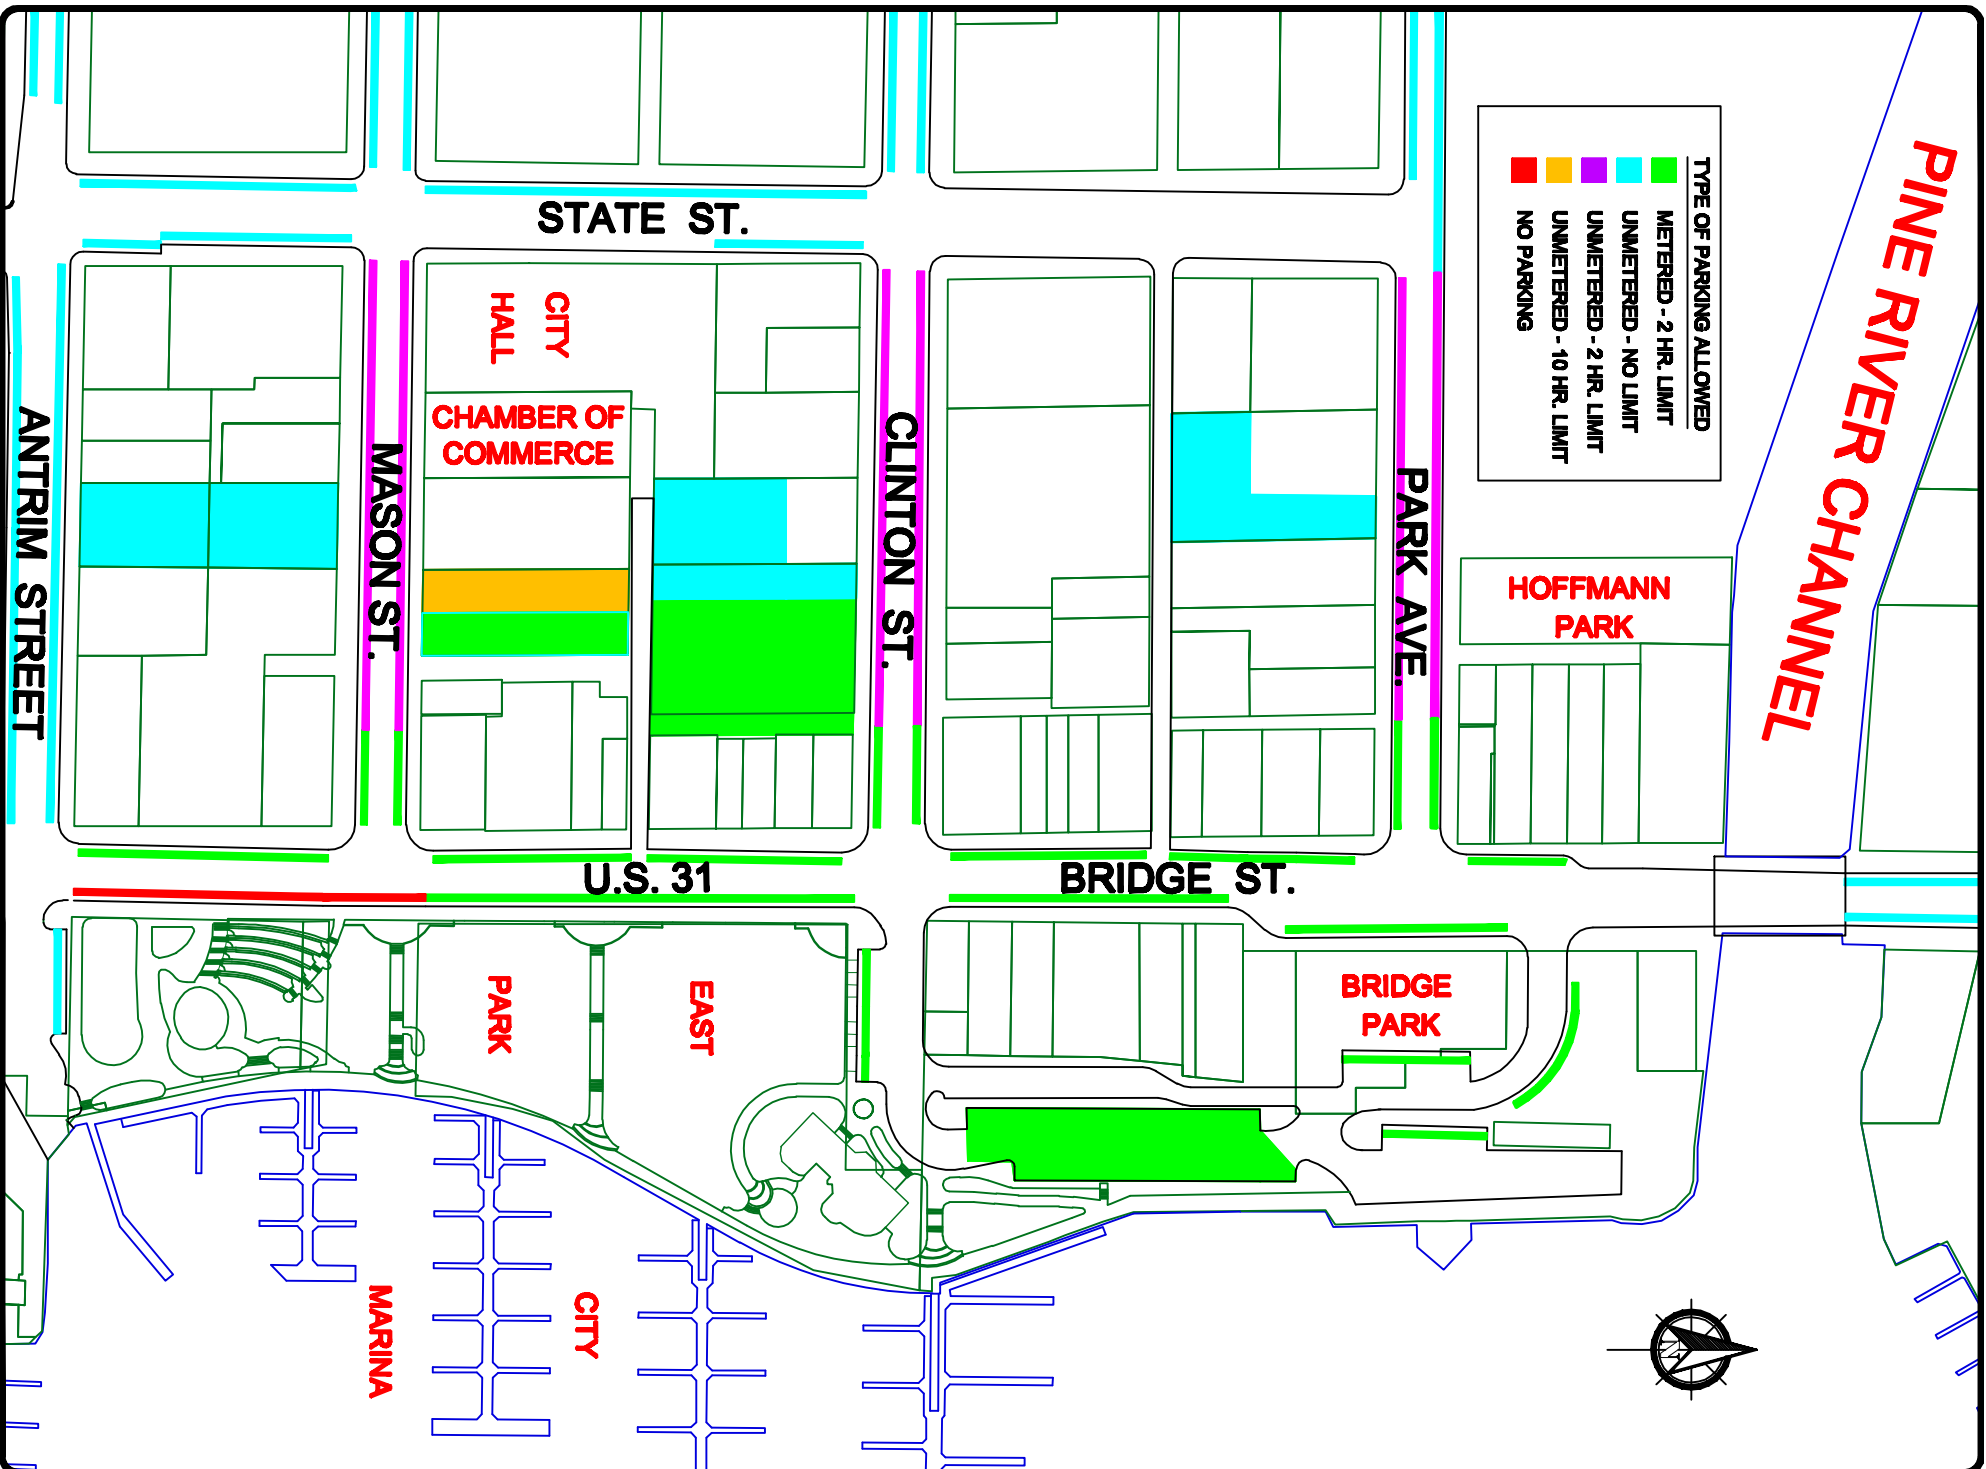 PINE RIVER CHANNEL
TYPE OF PARKING ALLOWED
METERED - 2 HR. LIMIT
UNMETERED - NO LIMIT
UNMETERED - 2 HR. LIMIT
UNMETERED - 10 HR. LIMIT
NO PARKING
STATE ST.
CITY
HALL
CHAMBER OF
COMMERCE
ANTRIM STREET
MASON ST.
CLINTON ST.
PARK AVE.
HOFFMANN
PARK
U.S. 31
BRIDGE ST.
EAST
PARK
BRIDGE
PARK
CITY
MARINA
N